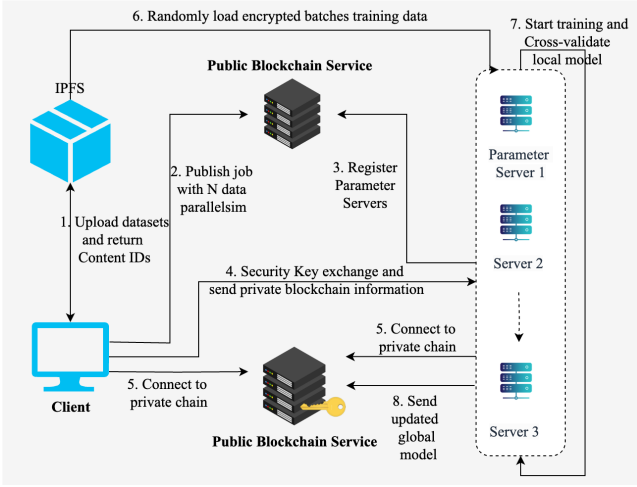 6. Randomly load encrypted batches training data
7. Start training and
Cross-validate
local model
IPFS
Public Blockchain Service
Parameter
Server 1
2. Publish job
with N data
parallelsim
3. Register
Parameter
Servers
1. Upload datasets
and return
Content IDs
Server 2
4. Security Key exchange and
send private blockchain information
5. Connect to
private chain
Client
5. Connect to
private chain
8. Send
updated
global
model
Server 3
Public Blockchain Service